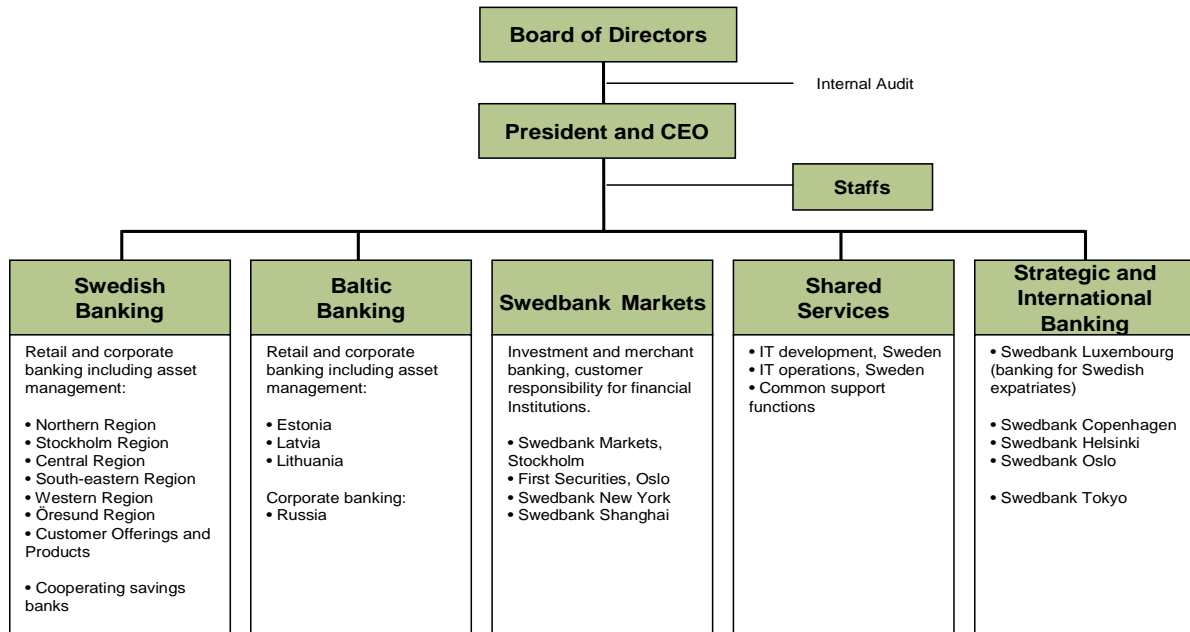 Board of Directors
Internal Audit
President and CEO
Staffs
Swedish
Banking
Retail and corporate
banking including asset
management:
• Northern Region
• Stockholm Region
• Central Region
• South-eastern Region
• Western Region
• Öresund Region
• Customer Offerings and
Products
• Cooperating savings
banks
Baltic
Banking
Retail and corporate
banking including asset
management:
• Estonia
• Latvia
• Lithuania
Corporate banking:
• Russia
Swedbank Markets
Investment and merchant
banking, customer
responsibility for financial
Institutions.
• Swedbank Markets,
Stockholm
• First Securities, Oslo
• Swedbank New York
• Swedbank Shanghai
Shared
Services
• IT development, Sweden
• IT operations, Sweden
• Common support
functions
Strategic and
International
Banking
• Swedbank Luxembourg
(banking for Swedish
expatriates)
• Swedbank Copenhagen
• Swedbank Helsinki
• Swedbank Oslo
• Swedbank Tokyo